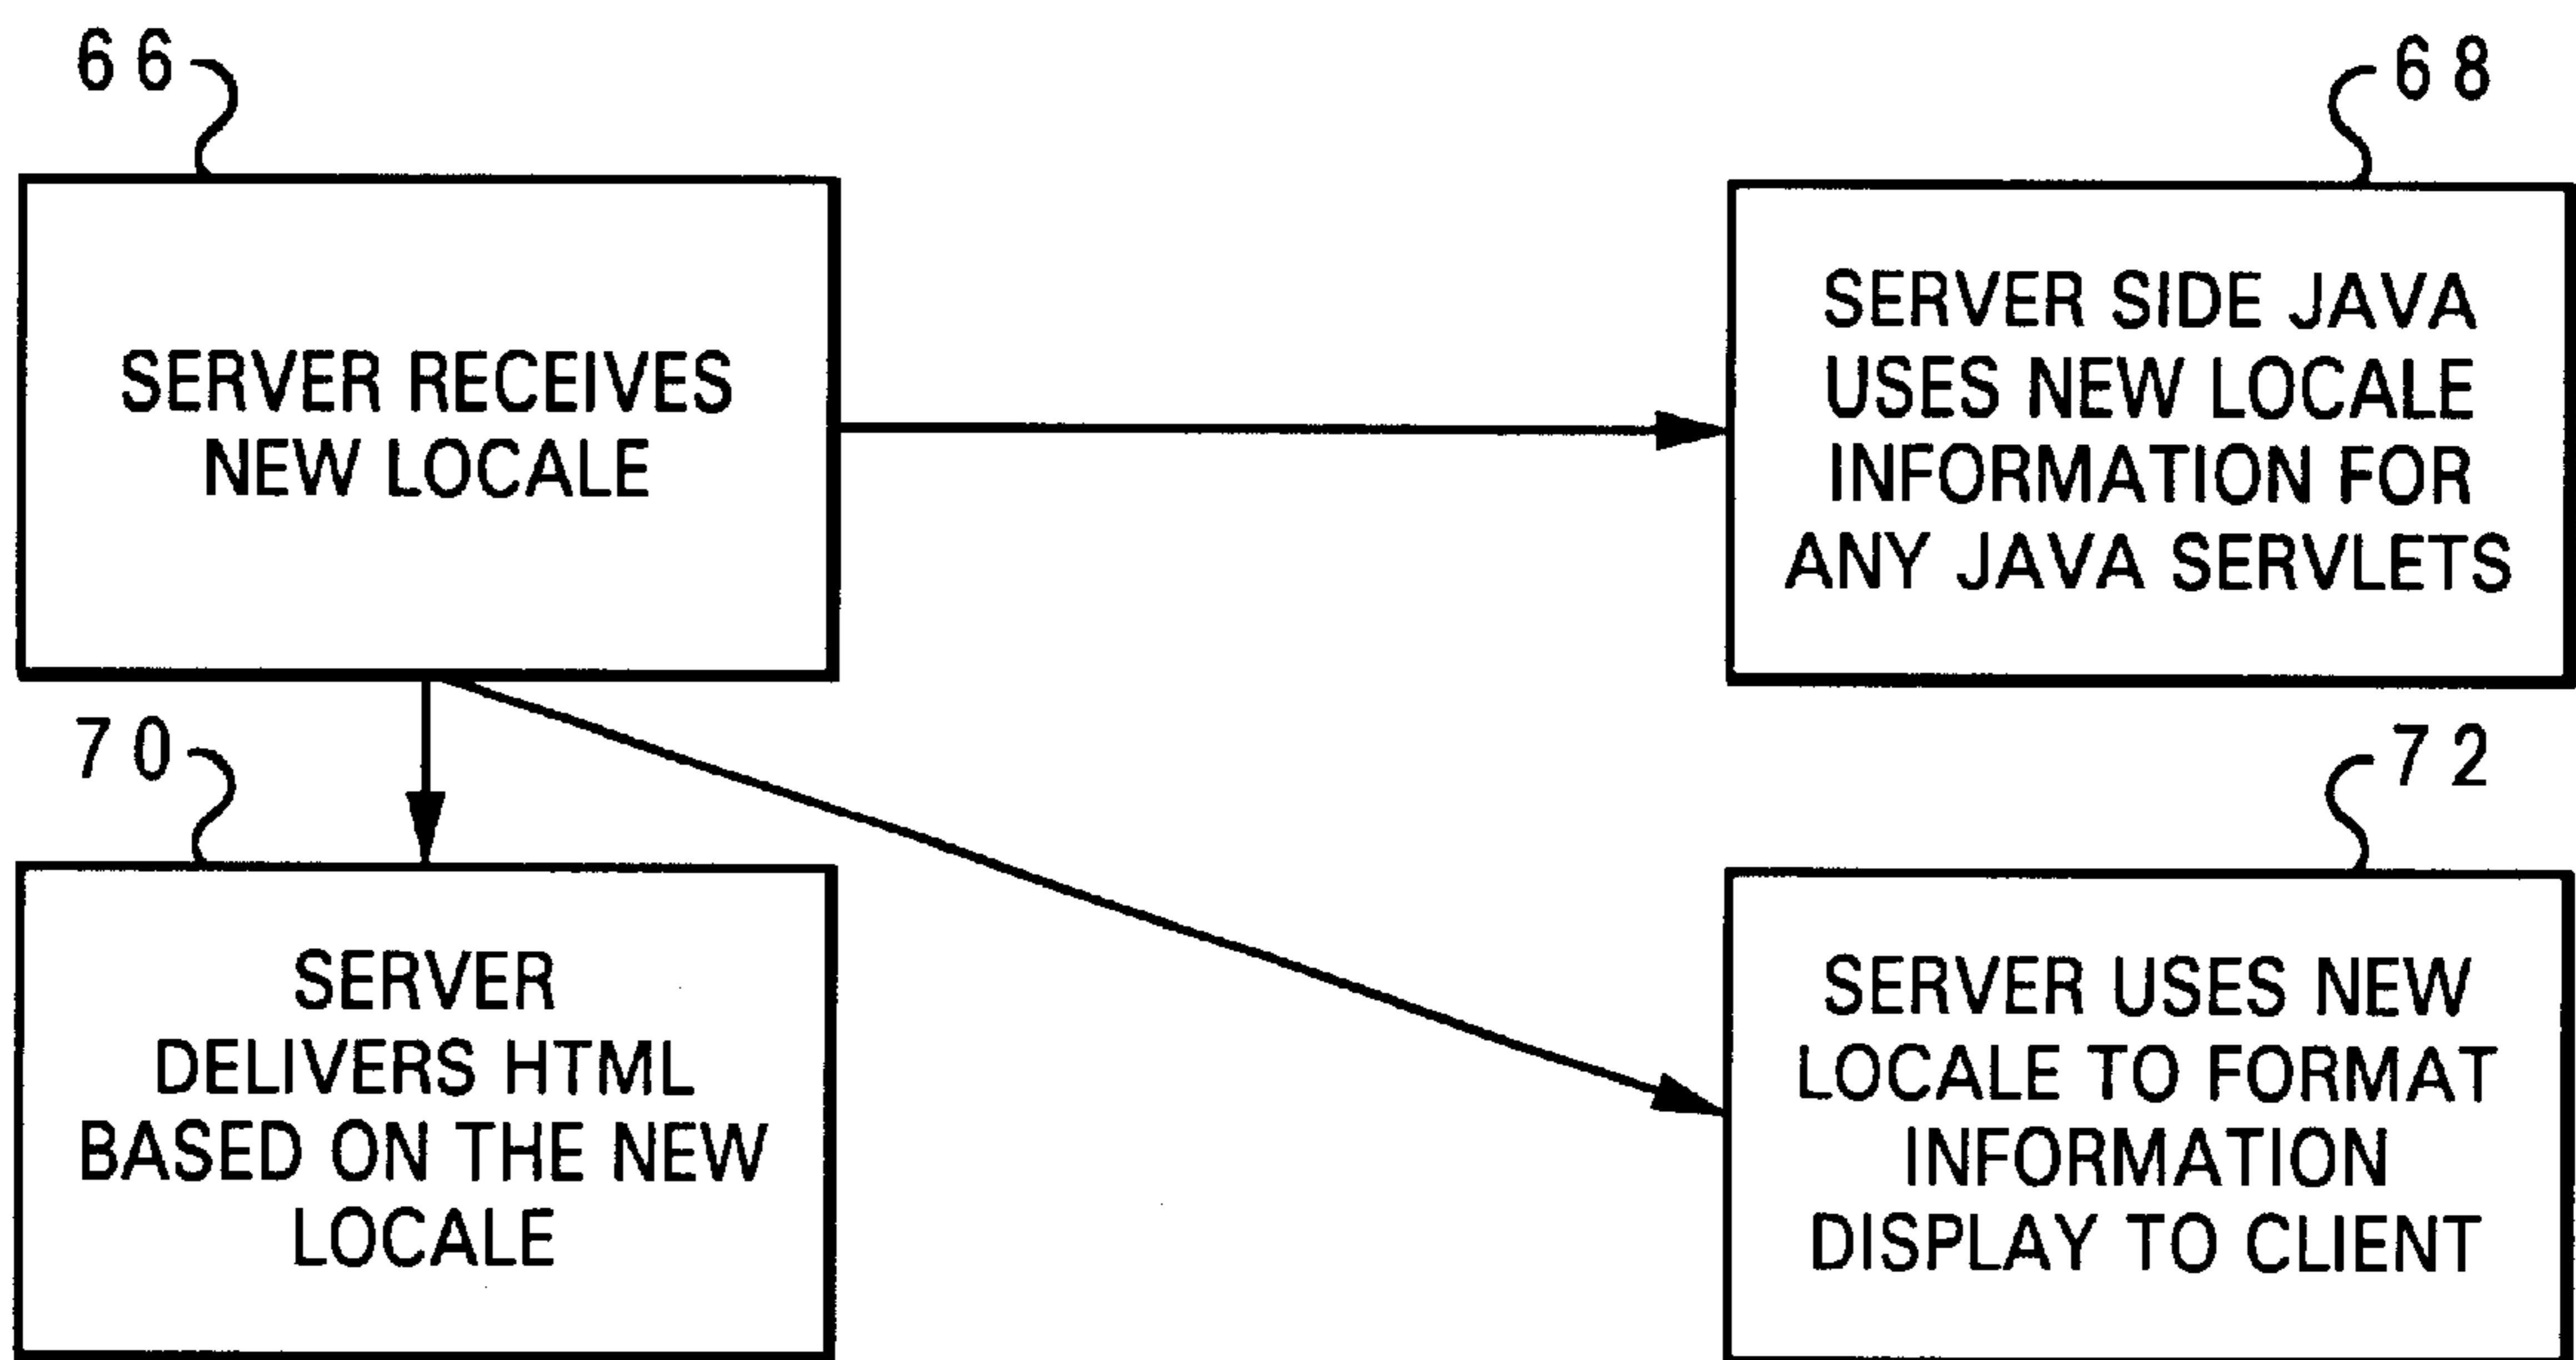 66
SERVER RECEIVES
NEW LOCALE
68
SERVER SIDE JAVA
USES NEW LOCALE
INFORMATION FOR
ANY JAVA SERVLETS
70
SERVER
DELIVERS HTML
BASED ON THE NEW
LOCALE
72
SERVER USES NEW
LOCALE TO FORMAT
INFORMATION
DISPLAY TO CLIENT